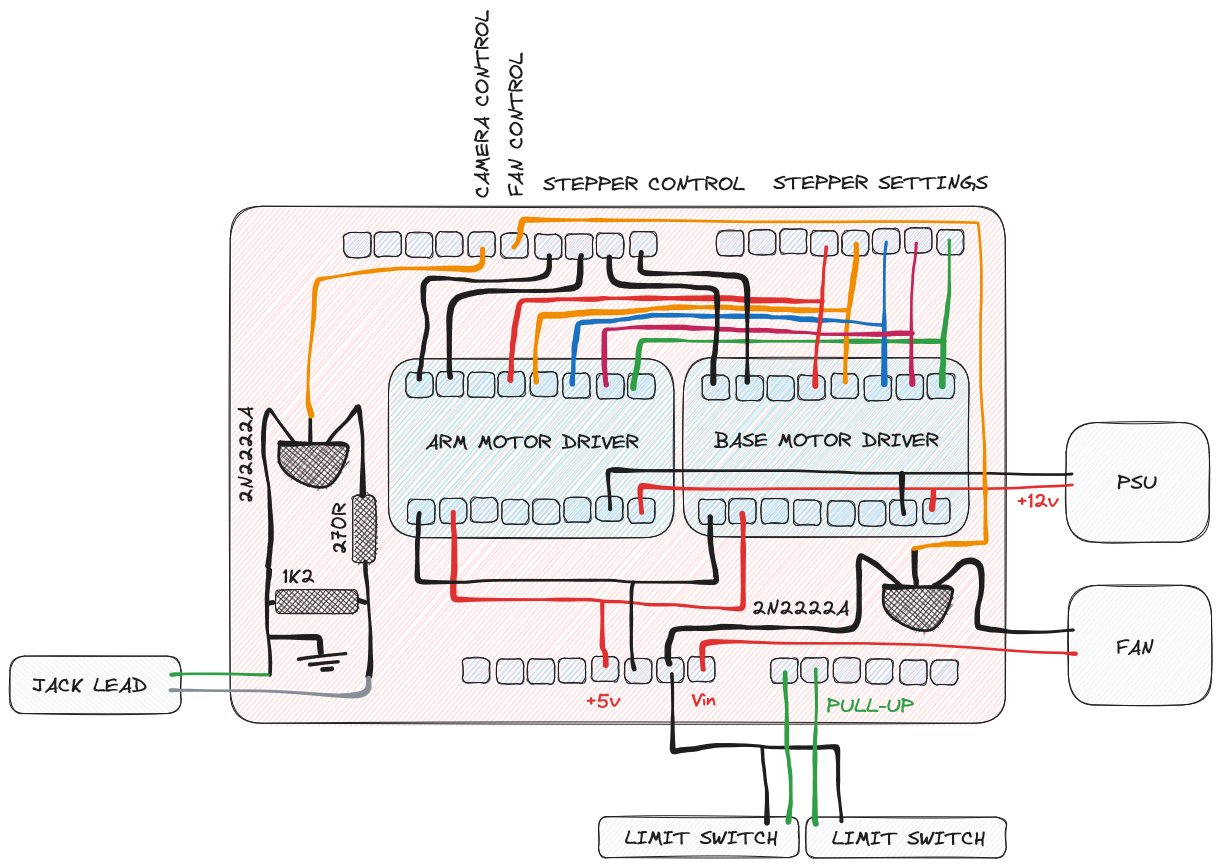 CAMERA CONTROL
FAN CONTROL
STEPPER CONTROL
STEPPER SETTINGS
2N2222A
ARM MOTOR DRIVER
BASE MOTOR DRIVER
PSU
+12v
270R
1K2
2N2222A
FAN
JACK LEAD
+5v
Vin
PULL-UP
LIMIT SWITCH
LIMIT SWITCH